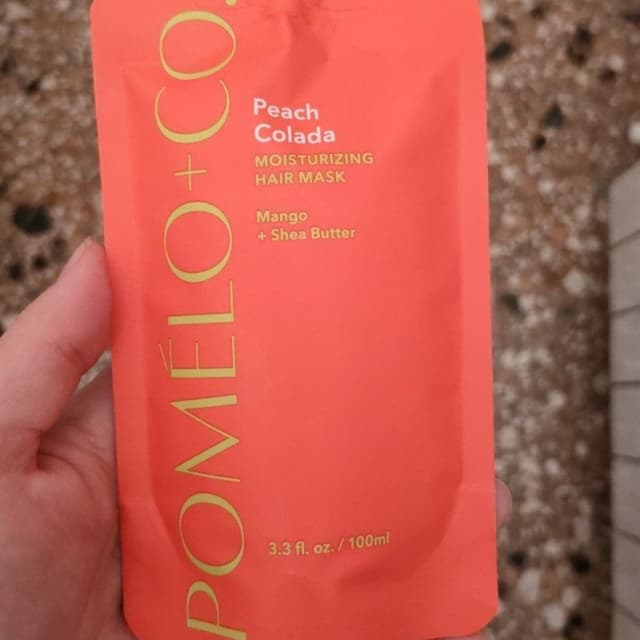 POMÉLO+CO.
Peach
Colada
MOISTURIZING
HAIR MASK
Mango
+ Shea Butter
3.3 fl. oz. / 100ml